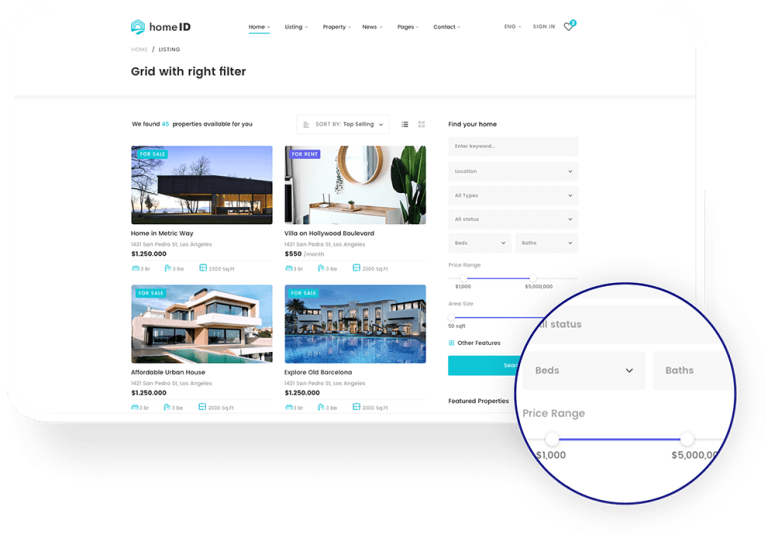 home ID
Home Listing Property News Pages Contact
ENG SIGN IN
HOME / LISTING
Grid with right filter
We found 45 properties available for you
SORT BY: Top Selling
Find your home
Enter keyword...
Location
All Types
All status
Beds Baths
Price Range
$1,000 $5,000,000
Area Size
50 sqft
Other Features
Featured Properties
FOR SALE
Home in Metric Way
1421 San Pedro St, Los Angeles
$1.250.000
3 Br 3 Ba 2300 Sq.Ft
FOR RENT
Villa on Hollywood Boulevard
1421 San Pedro St, Los Angeles
$550 /month
3 Br 3 Ba 2300 Sq.Ft
FOR SALE
Affordable Urban House
1421 San Pedro St, Los Angeles
$1.250.000
3 Br 3 Ba 2300 Sq.Ft
FOR SALE
Explore Old Barcelona
1421 San Pedro St, Los Angeles
$1.250.000
3 Br 3 Ba 2300 Sq.Ft
status
Beds Baths
Price Range
$1,000 $5,000,00